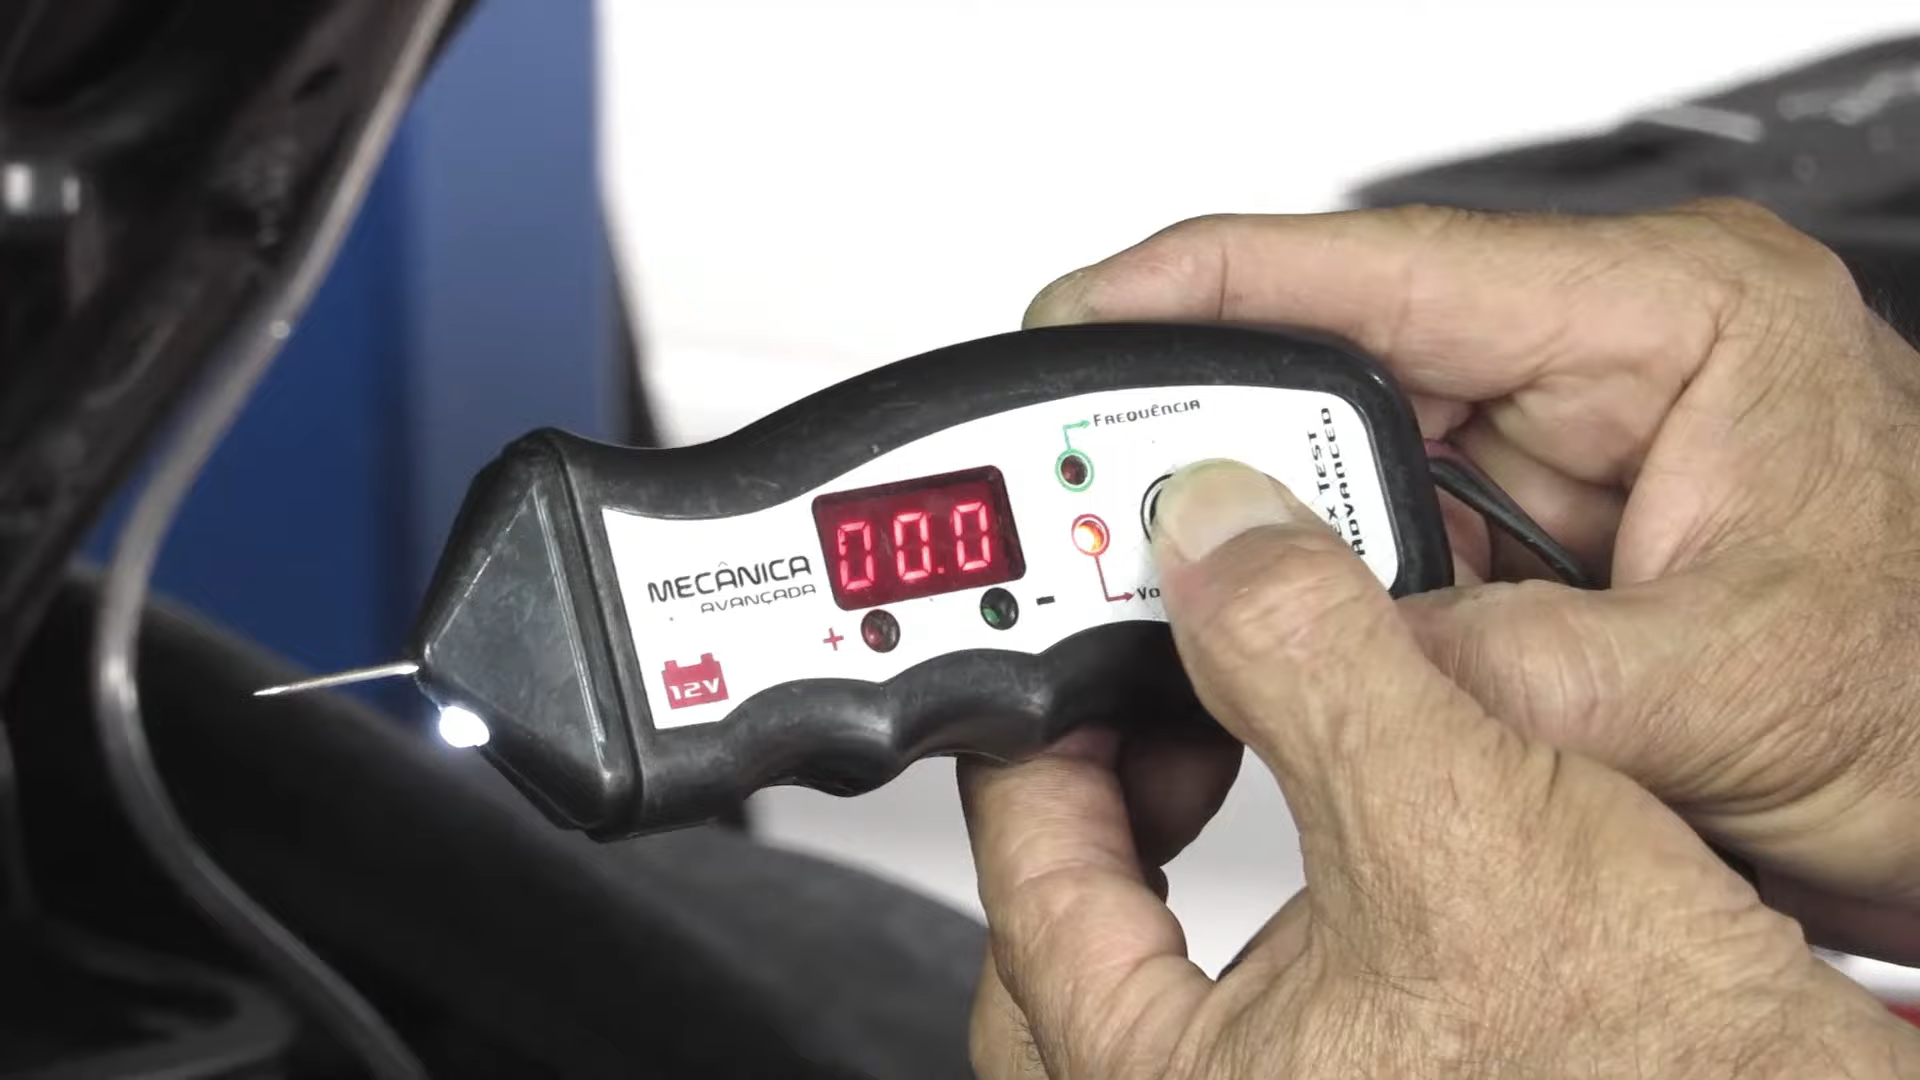 FREQUÊNCIA
TEST
ADVANCED
00.0
MECÂNICA
AVANÇADA
+
-
12V